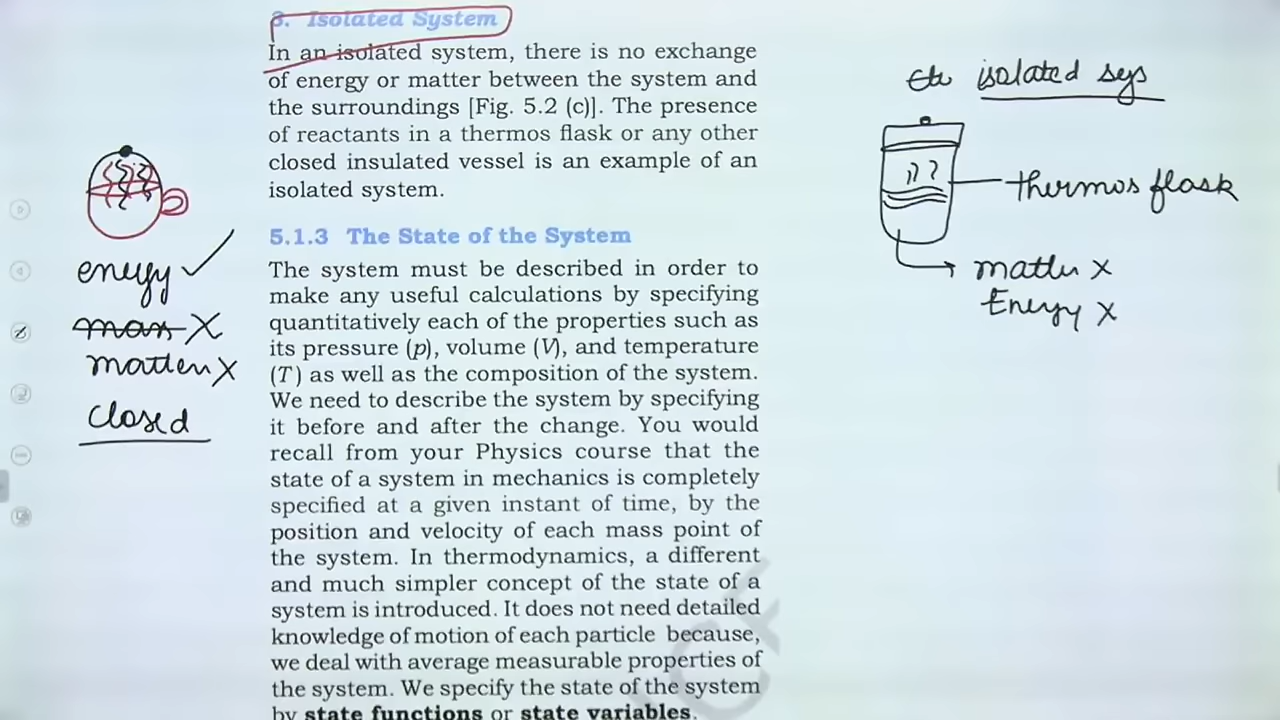 3. Isolated System
In an isolated system, there is no exchange
of energy or matter between the system and
the surroundings [Fig. 5.2 (c)]. The presence
of reactants in a thermos flask or any other
closed insulated vessel is an example of an
isolated system.
5.1.3 The State of the System
The system must be described in order to
make any useful calculations by specifying
quantitatively each of the properties such as
its pressure (p), volume (V), and temperature
(T) as well as the composition of the system.
We need to describe the system by specifying
it before and after the change. You would
recall from your Physics course that the
state of a system in mechanics is completely
specified at a given instant of time, by the
position and velocity of each mass point of
the system. In thermodynamics, a different
and much simpler concept of the state of a
system is introduced. It does not need detailed
knowledge of motion of each particle because,
we deal with average measurable properties of
the system. We specify the state of the system
by state functions or state variables.
energy ✓
mass X
matter X
closed
isolated sys
thermos flask
matter X
Energy X